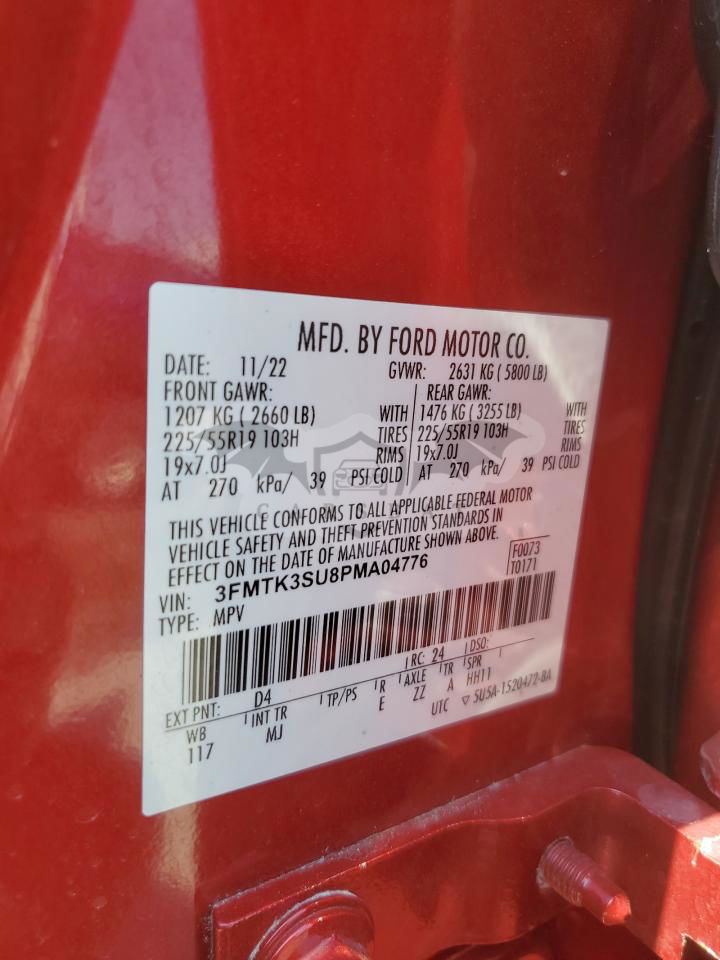 MFD. BY FORD MOTOR CO.
DATE: 11/22 GVWR: 2631 KG ( 5800 LB)
FRONT GAWR: REAR GAWR:
1207 KG ( 2660 LB) WITH 1476 KG ( 3255 LB) WITH
225/55R19 103H TIRES 225/55R19 103H TIRES
19x7.0J RIMS 19x7.0J RIMS
AT 270 kPa/ 39 PSI COLD AT 270 kPa/ 39 PSI COLD
THIS VEHICLE CONFORMS TO ALL APPLICABLE FEDERAL MOTOR
VEHICLE SAFETY AND THEFT PREVENTION STANDARDS IN
EFFECT ON THE DATE OF MANUFACTURE SHOWN ABOVE.
F0073
T0171
VIN: 3FMTK3SU8PMA04776
TYPE: MPV
RC: 24 DSO:
EXT PNT: D4
WB INT TR TP/PS R AXLE TR SPR
117 MJ E ZZ A HH11
UTC ▽ 5U5A-1520472-BA